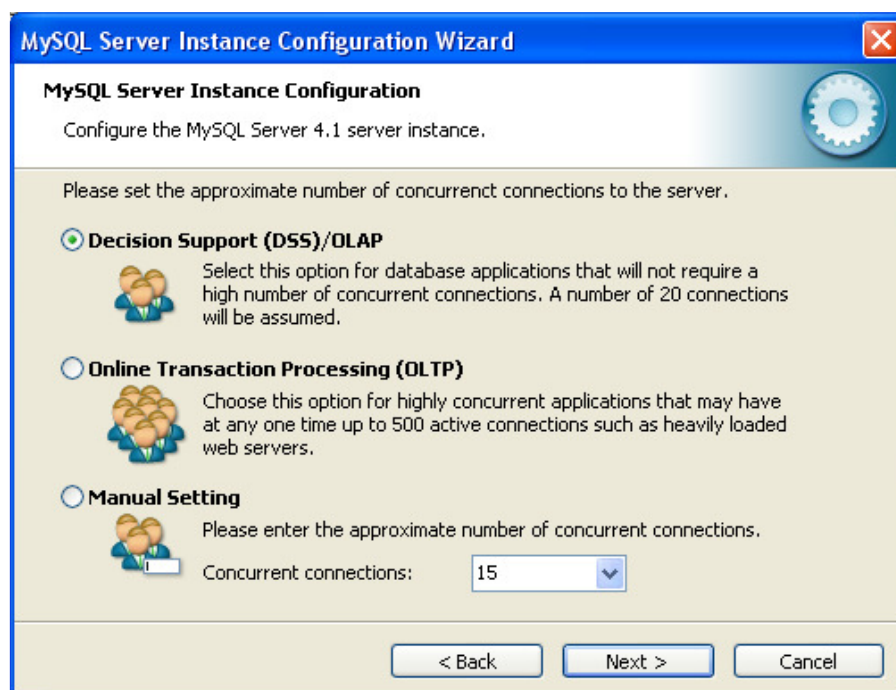 MySQL Server Instance Configuration Wizard
MySQL Server Instance Configuration
Configure the MySQL Server 4.1 server instance.
Please set the approximate number of concurrenct connections to the server.
Decision Support (DSS)/OLAP
Select this option for database applications that will not require a
high number of concurrent connections. A number of 20 connections
will be assumed.
Online Transaction Processing (OLTP)
Choose this option for highly concurrent applications that may have
at any one time up to 500 active connections such as heavily loaded
web servers.
Manual Setting
Please enter the approximate number of concurrent connections.
Concurrent connections: 15
< Back Next > Cancel